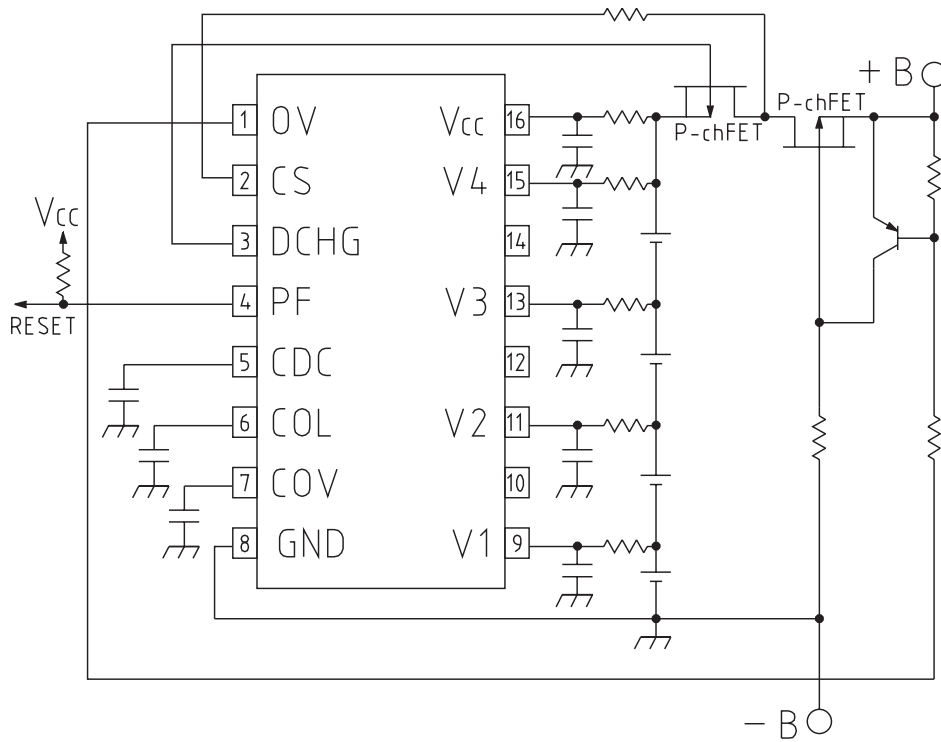 + B
P-chFET
P-chFET
1 OV Vcc 16
2 CS V4 15
Vcc
3 DCHG 14
4 PF V3 13
RESET
5 CDC 12
6 COL V2 11
7 COV 10
8 GND V1 9
− B